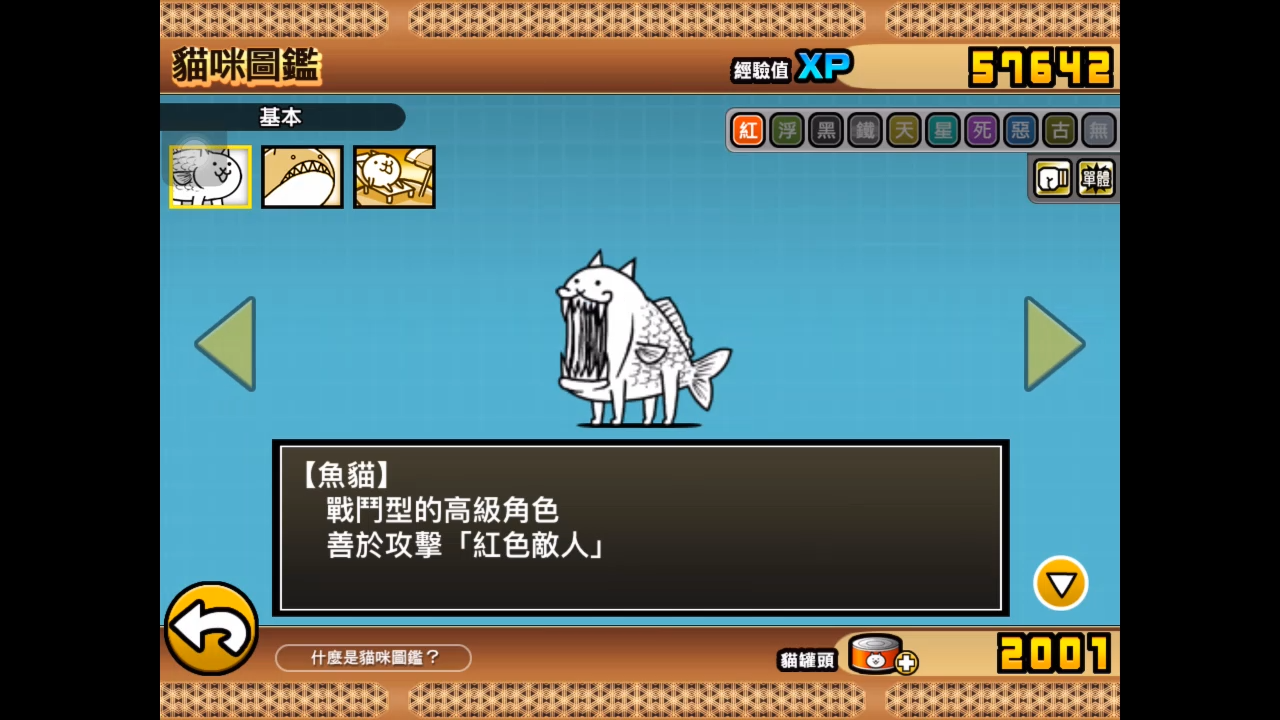 貓咪圖鑑
經驗值 XP 57642
基本
紅 浮 黑 鐵 天 星 死 惡 古 無
單體
【魚貓】
戰鬥型的高級角色
善於攻擊「紅色敵人」
什麼是貓咪圖鑑？
貓罐頭 2001